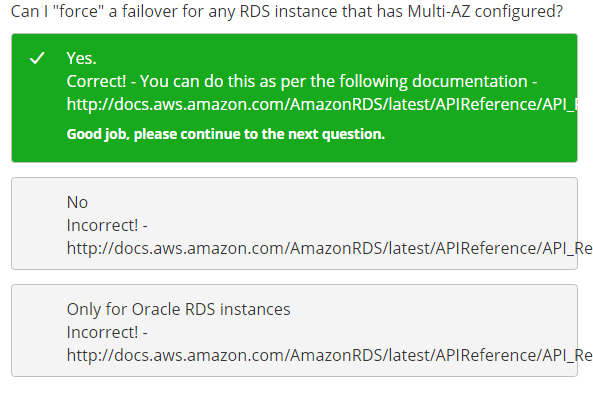 Can I "force" a failover for any RDS instance that has Multi-AZ configured?
Yes.
Correct! - You can do this as per the following documentation -
http://docs.aws.amazon.com/AmazonRDS/latest/APIReference/API_
Good job, please continue to the next question.
No
Incorrect! -
http://docs.aws.amazon.com/AmazonRDS/latest/APIReference/API_Re
Only for Oracle RDS instances
Incorrect! -
http://docs.aws.amazon.com/AmazonRDS/latest/APIReference/API_Re